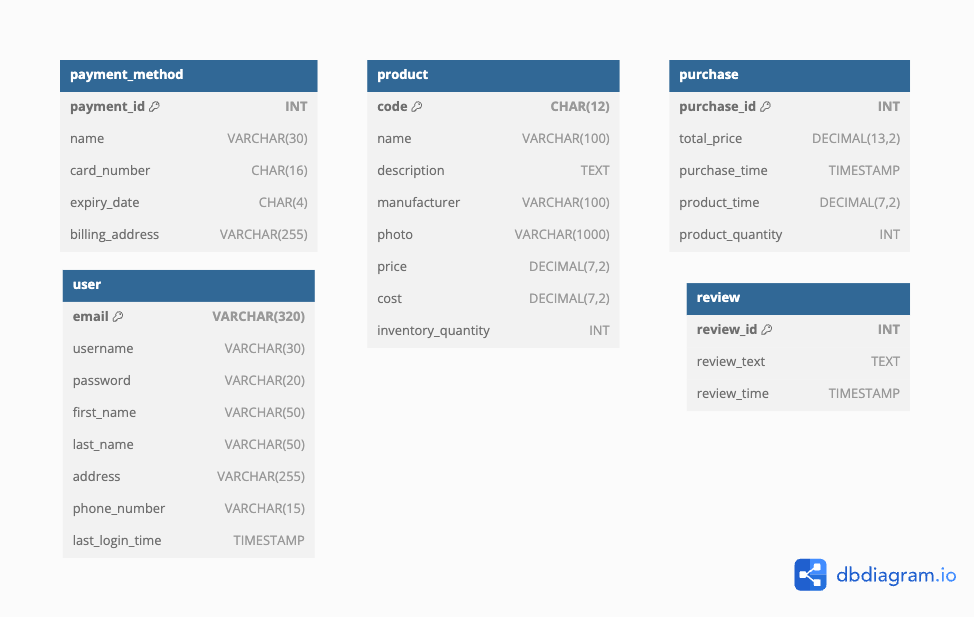 payment_method
payment_id INT
name VARCHAR(30)
card_number CHAR(16)
expiry_date CHAR(4)
billing_address VARCHAR(255)
user
email VARCHAR(320)
username VARCHAR(30)
password VARCHAR(20)
first_name VARCHAR(50)
last_name VARCHAR(50)
address VARCHAR(255)
phone_number VARCHAR(15)
last_login_time TIMESTAMP
product
code CHAR(12)
name VARCHAR(100)
description TEXT
manufacturer VARCHAR(100)
photo VARCHAR(1000)
price DECIMAL(7,2)
cost DECIMAL(7,2)
inventory_quantity INT
purchase
purchase_id INT
total_price DECIMAL(13,2)
purchase_time TIMESTAMP
product_time DECIMAL(7,2)
product_quantity INT
review
review_id INT
review_text TEXT
review_time TIMESTAMP
dbdiagram.io